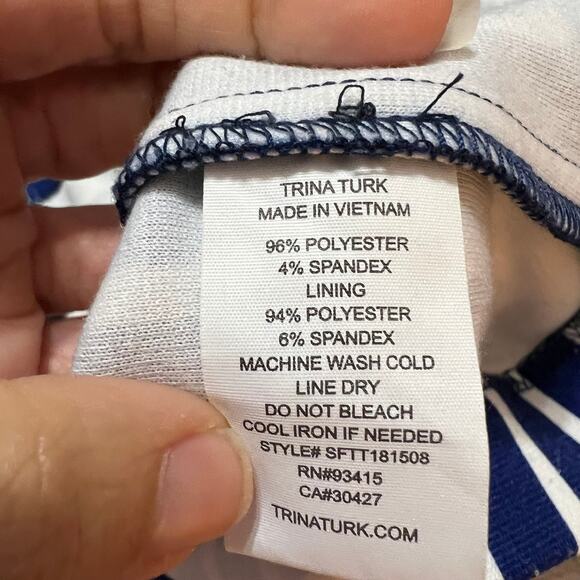 TRINA TURK
MADE IN VIETNAM
96% POLYESTER
4% SPANDEX
LINING
94% POLYESTER
6% SPANDEX
MACHINE WASH COLD
LINE DRY
DO NOT BLEACH
COOL IRON IF NEEDED
STYLE# SFTT181508
RN#93415
CA#30427
TRINATURK.COM